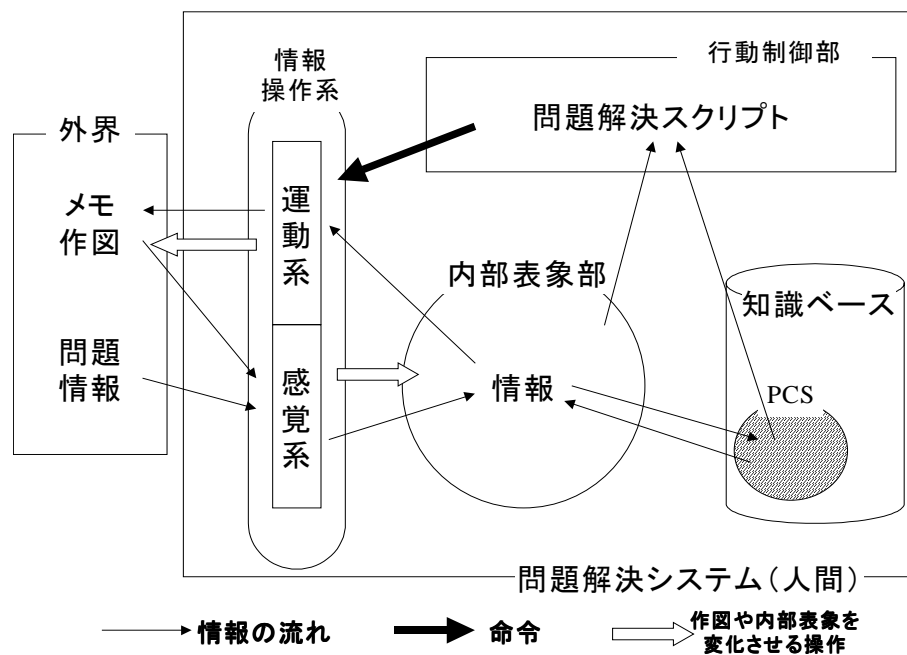 行動制御部
情報
操作系
問題解決スクリプト
外界
メモ
作図
運動系
内部表象部
知識ベース
問題
情報
感覚系
情報
PCS
問題解決システム(人間)
情報の流れ
命令
作図や内部表象を
変化させる操作